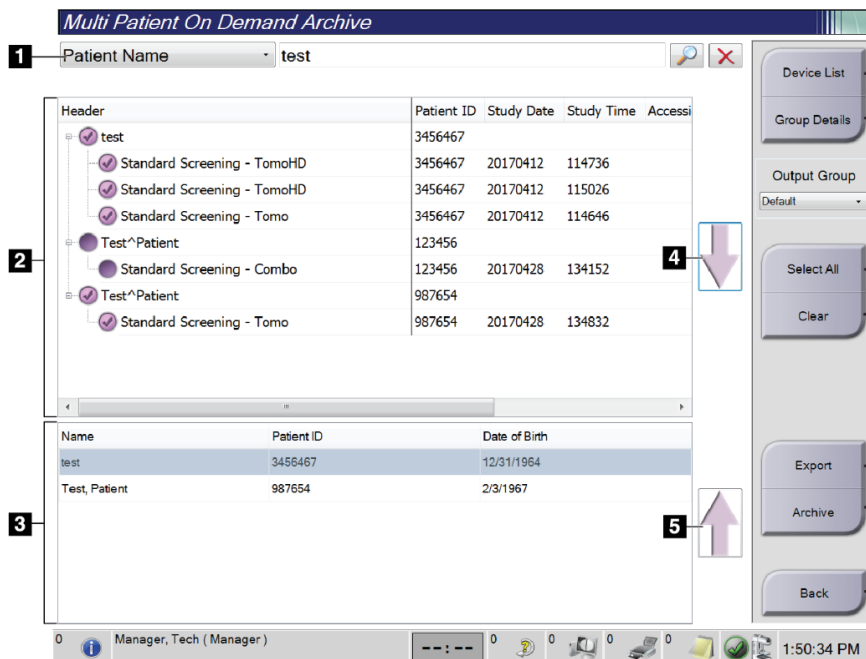 Multi Patient On Demand Archive
1
Patient Name
test
Device List
Group Details
Output Group
Default
Select All
Clear
Export
Archive
Back
2
Header Patient ID Study Date Study Time Accessi
test 3456467
Standard Screening - TomoHD 3456467 20170412 114736
Standard Screening - TomoHD 3456467 20170412 115026
Standard Screening - Tomo 3456467 20170412 114646
Test^Patient 123456
Standard Screening - Combo 123456 20170428 134152
Test^Patient 987654
Standard Screening - Tomo 987654 20170428 134832
4
3
Name Patient ID Date of Birth
test 3456467 12/31/1964
Test, Patient 987654 2/3/1967
5
0 Manager, Tech ( Manager ) --:-- 0 0 0 0 1:50:34 PM